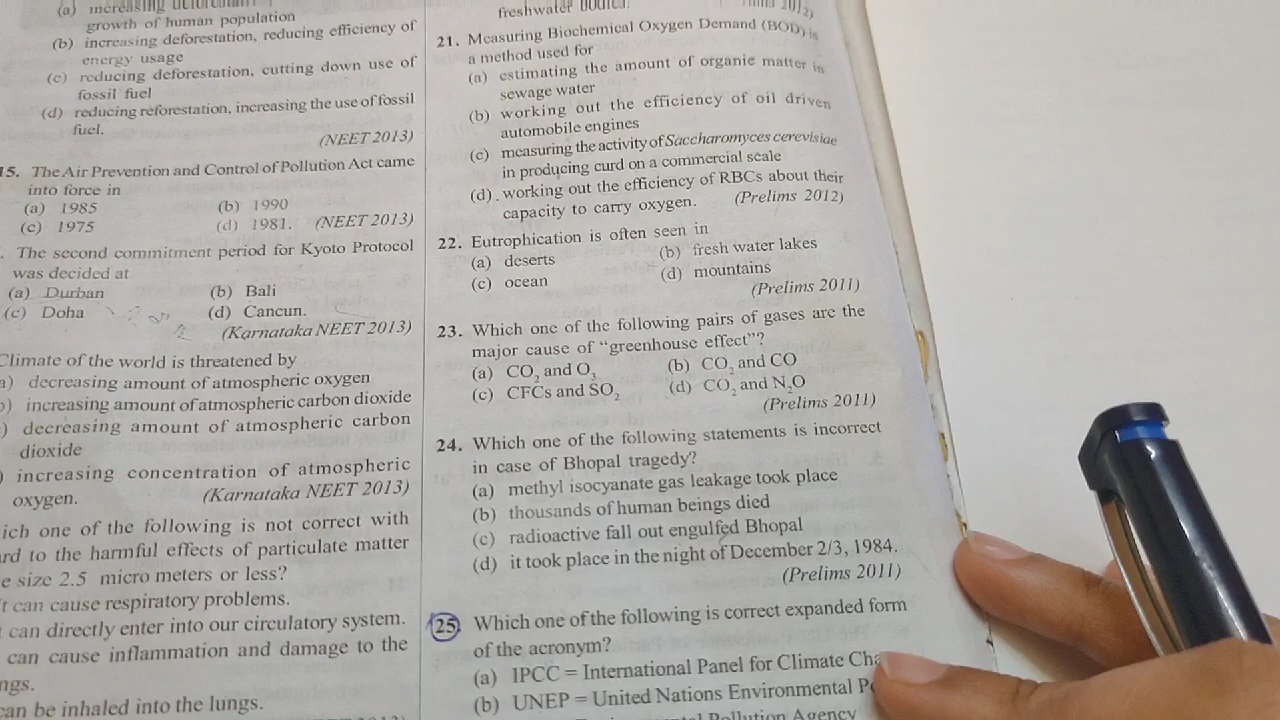 (a)
growth of human population
(b) increasing deforestation, reducing efficiency of
energy usage
(c) reducing deforestation, cutting down use of
fossil fuel
(d) reducing reforestation, increasing the use of fossil
fuel.
(NEET 2013)
15. The Air Prevention and Control of Pollution Act came
into force in
(a) 1985 (b) 1990
(c) 1975 (d) 1981. (NEET 2013)
. The second commitment period for Kyoto Protocol
was decided at
(a) Durban (b) Bali
(c) Doha (d) Cancun.
(Karnataka NEET 2013)
Climate of the world is threatened by
a) decreasing amount of atmospheric oxygen
) increasing amount of atmospheric carbon dioxide
) decreasing amount of atmospheric carbon
dioxide
) increasing concentration of atmospheric
oxygen. (Karnataka NEET 2013)
ich one of the following is not correct with
rd to the harmful effects of particulate matter
e size 2.5 micro meters or less?
t can cause respiratory problems.
can directly enter into our circulatory system.
can cause inflammation and damage to the
ngs.
can be inhaled into the lungs.
freshwater
21. Measuring Biochemical Oxygen Demand (BOD) is
a method used for
(a) estimating the amount of organic matter in
sewage water
(b) working out the efficiency of oil driven
automobile engines
(c) measuring the activity of Saccharomyces cerevisiae
in producing curd on a commercial scale
(d) . working out the efficiency of RBCs about their
capacity to carry oxygen. (Prelims 2012)
22. Eutrophication is often seen in
(a) deserts (b) fresh water lakes
(c) ocean (d) mountains
(Prelims 2011)
23. Which one of the following pairs of gases are the
major cause of “greenhouse effect”?
(a) CO₂ and O₃ (b) CO₂ and CO
(c) CFCs and SO₂ (d) CO₂ and N₂O
(Prelims 2011)
24. Which one of the following statements is incorrect
in case of Bhopal tragedy?
(a) methyl isocyanate gas leakage took place
(b) thousands of human beings died
(c) radioactive fall out engulfed Bhopal
(d) it took place in the night of December 2/3, 1984.
(Prelims 2011)
25. Which one of the following is correct expanded form
of the acronym?
(a) IPCC = International Panel for Climate Cha
(b) UNEP = United Nations Environmental P
Pollution Agency